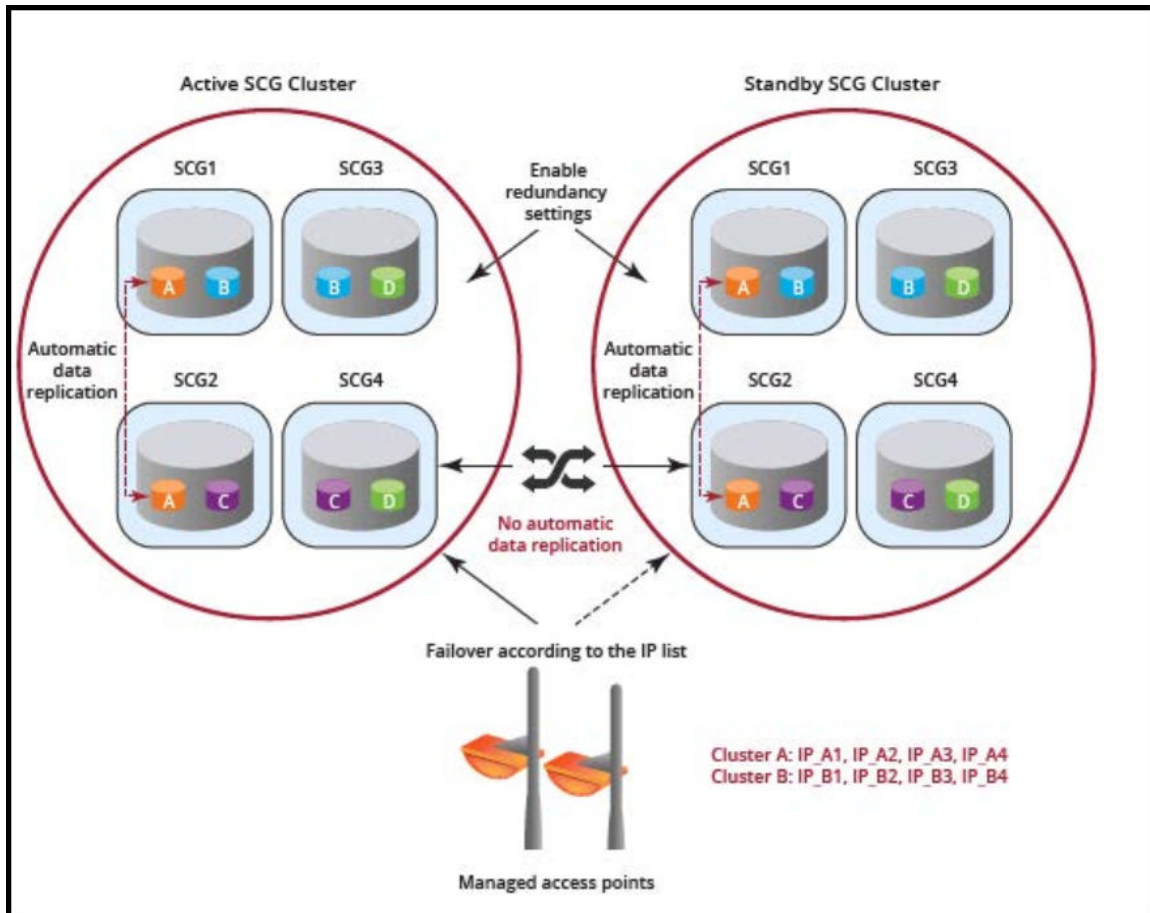 Active SCG Cluster
Standby SCG Cluster
SCG1
SCG3
Enable
redundancy
settings
SCG1
SCG3
A
B
B
D
A
B
B
D
Automatic
data
replication
Automatic
data
replication
SCG2
SCG4
SCG2
SCG4
A
C
C
D
A
C
C
D
No automatic
data replication
Failover according to the IP list
Cluster A: IP_A1, IP_A2, IP_A3, IP_A4
Cluster B: IP_B1, IP_B2, IP_B3, IP_B4
Managed access points